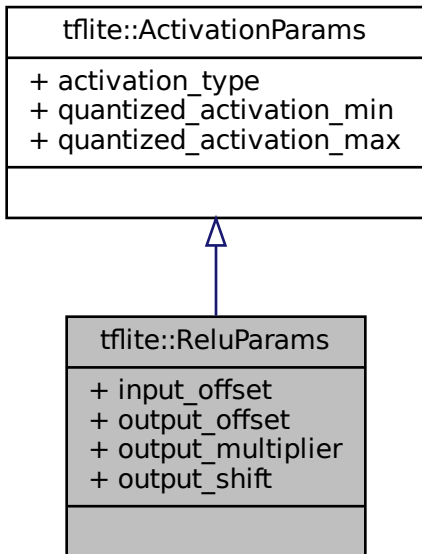 tflite::ActivationParams
+ activation_type
+ quantized_activation_min
+ quantized_activation_max
tflite::ReluParams
+ input_offset
+ output_offset
+ output_multiplier
+ output_shift